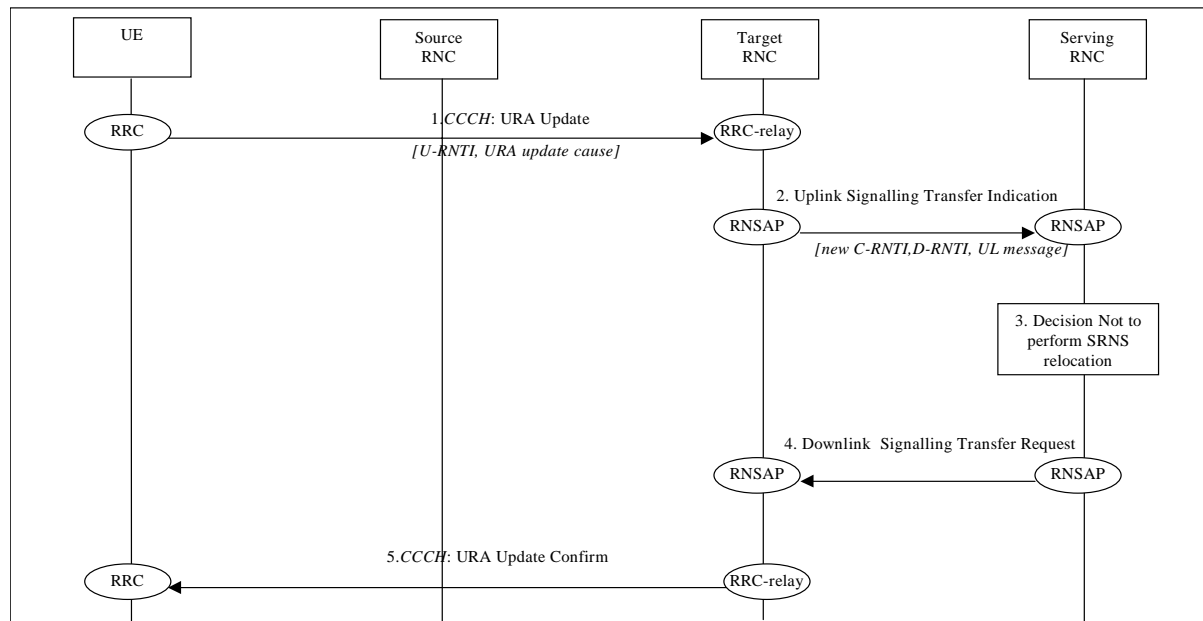 UE
Source
RNC
Target
RNC
Serving
RNC
RRC
1.CCCH: URA Update
[U-RNTI, URA update cause]
RRC-relay
2. Uplink Signalling Transfer Indication
RNSAP
RNSAP
[new C-RNTI,D-RNTI, UL message]
3. Decision Not to
perform SRNS
relocation
4. Downlink Signalling Transfer Request
RNSAP
RNSAP
5.CCCH: URA Update Confirm
RRC
RRC-relay